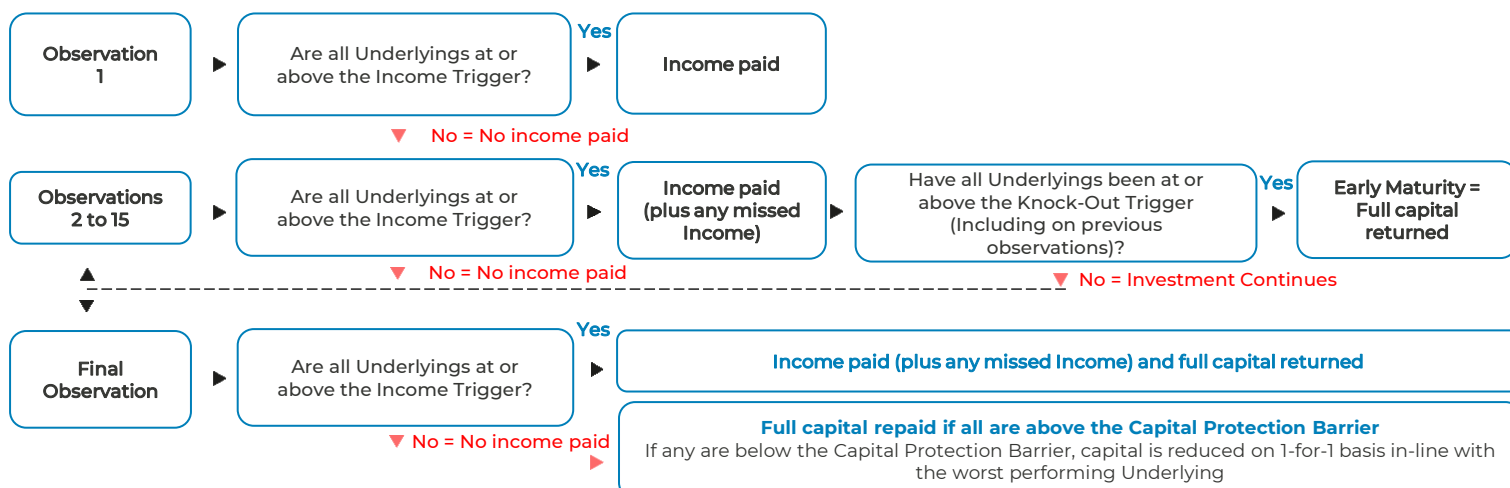 Observation
1
Are all Underlyings at or
above the Income Trigger?
Yes
Income paid
No = No income paid
Observations
2 to 15
Are all Underlyings at or
above the Income Trigger?
Yes
Income paid
(plus any missed
Income)
Have all Underlyings been at or
above the Knock-Out Trigger
(Including on previous
observations)?
Yes
Early Maturity =
Full capital
returned
No = No income paid
No = Investment Continues
Final
Observation
Are all Underlyings at or
above the Income Trigger?
Yes
Income paid (plus any missed Income) and full capital returned
No = No income paid
Full capital repaid if all are above the Capital Protection Barrier
If any are below the Capital Protection Barrier, capital is reduced on 1-for-1 basis in-line with
the worst performing Underlying